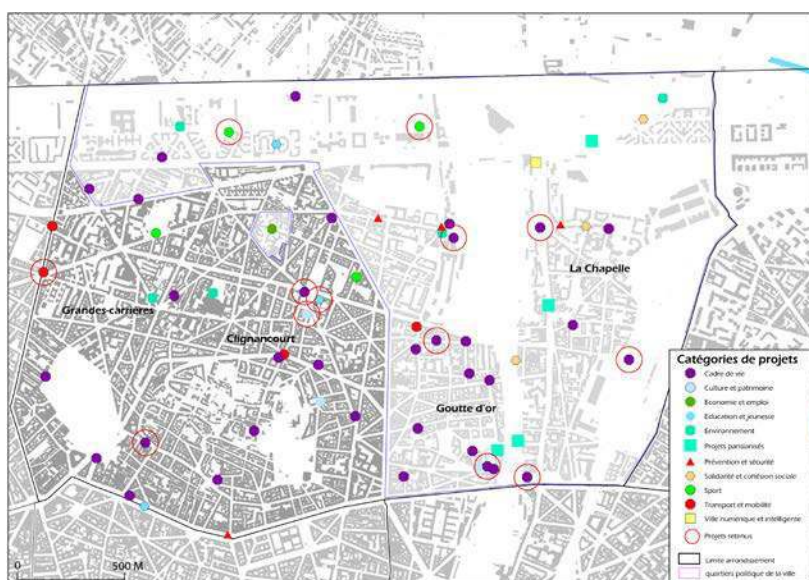 La Chapelle
Grandes-carrières
Clignancourt
Goutte d'or
Catégories de projets
Cadre de vie
Culture et patrimoine
Economie et emploi
Education et jeunesse
Environnement
Projets parisionisés
Prévention et sécurité
Solidarité et cohésion sociale
Sport
Transport et mobilité
Ville numérique et intelligente
Projets retenus
Limite arrondissement
quartiers politique de la ville
0 500 M